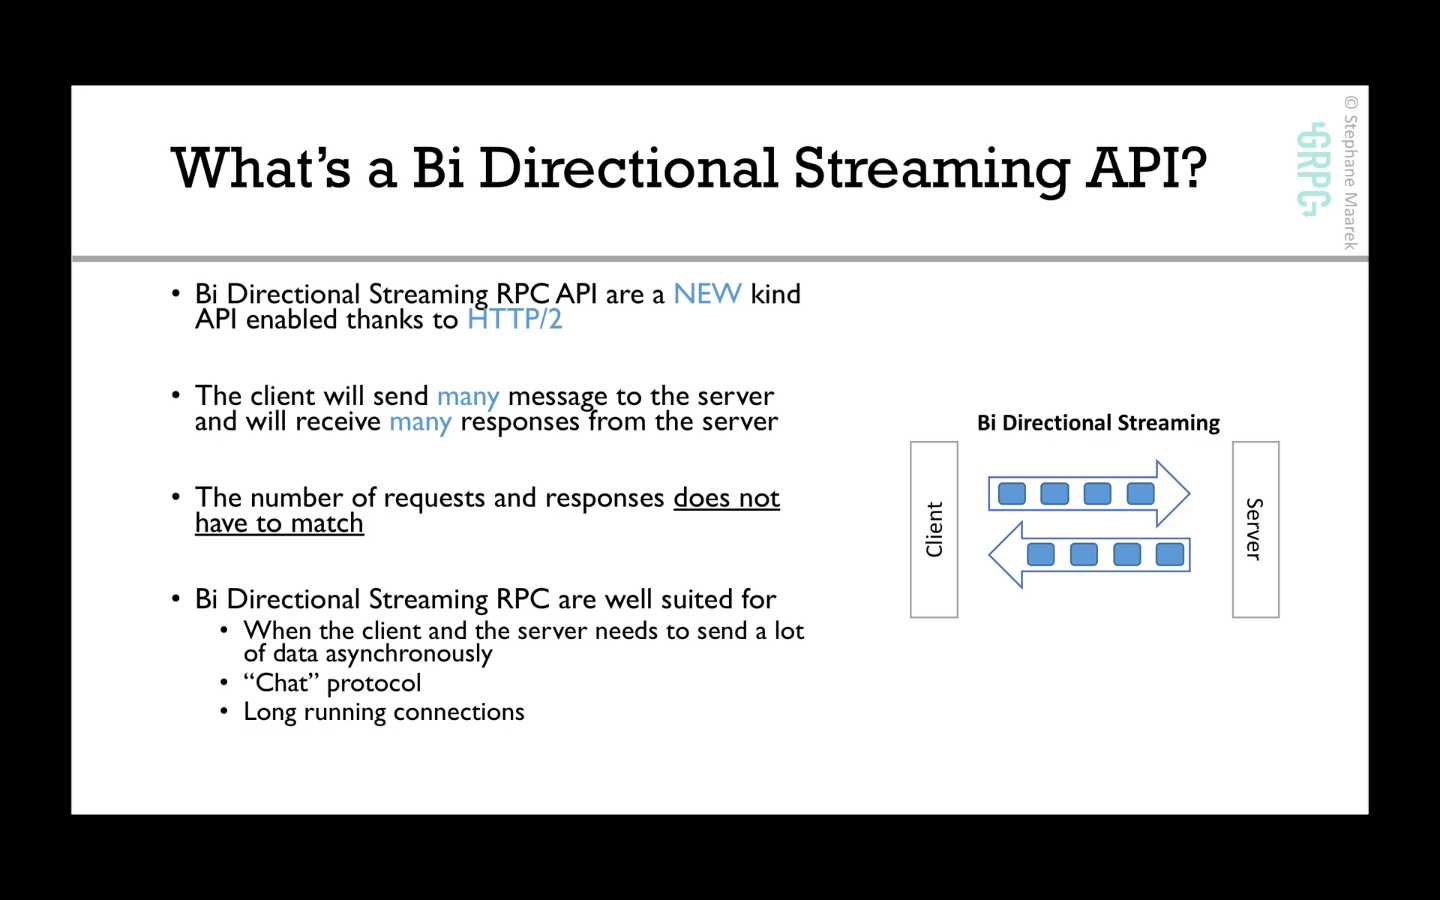 What's a Bi Directional Streaming API?
GRPC
© Stephane Maarek
• Bi Directional Streaming RPC API are a NEW kind
API enabled thanks to HTTP/2
• The client will send many message to the server
and will receive many responses from the server
• The number of requests and responses does not
have to match
• Bi Directional Streaming RPC are well suited for
• When the client and the server needs to send a lot
of data asynchronously
• “Chat” protocol
• Long running connections
Bi Directional Streaming
Client
Server